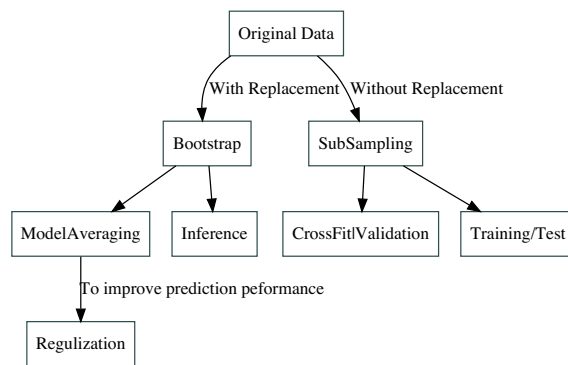 Original Data
With Replacement
Without Replacement
Bootstrap
SubSampling
ModelAveraging
Inference
CrossFit|Validation
Training/Test
To improve prediction peformance
Regulization